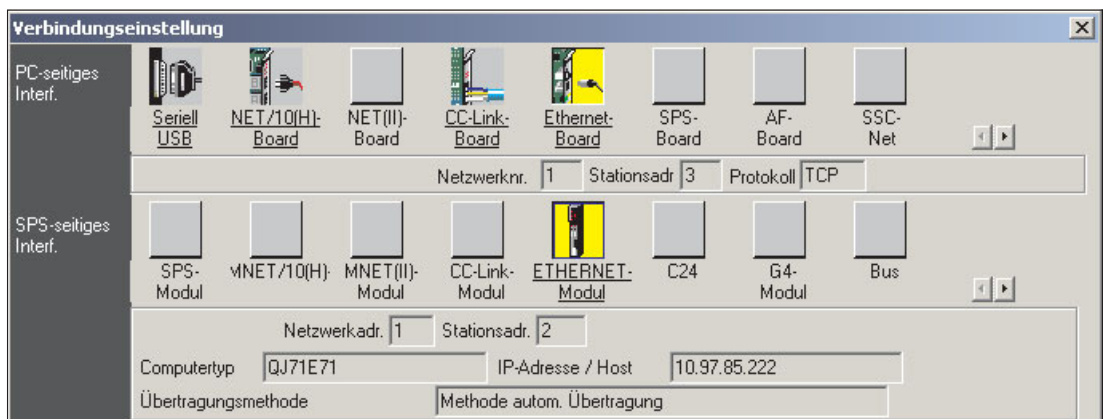 Verbindungseinstellung
PC-seitiges
Interf.
Seriell
USB
NET/10(H)-
Board
NET(II)-
Board
CC-Link-
Board
Ethernet-
Board
SPS-
Board
AF-
Board
SSC-
Net
Netzwerknr. 1 Stationsadr 3 Protokoll TCP
SPS-seitiges
Interf.
SPS-
Modul
MNET/10(H)-
MNET(II)-
Modul
CC-Link-
Modul
ETHERNET-
Modul
C24
G4-
Modul
Bus
Netzwerkadr. 1 Stationsadr. 2
Computertyp QJ71E71 IP-Adresse / Host 10.97.85.222
Übertragungsmethode Methode autom. Übertragung